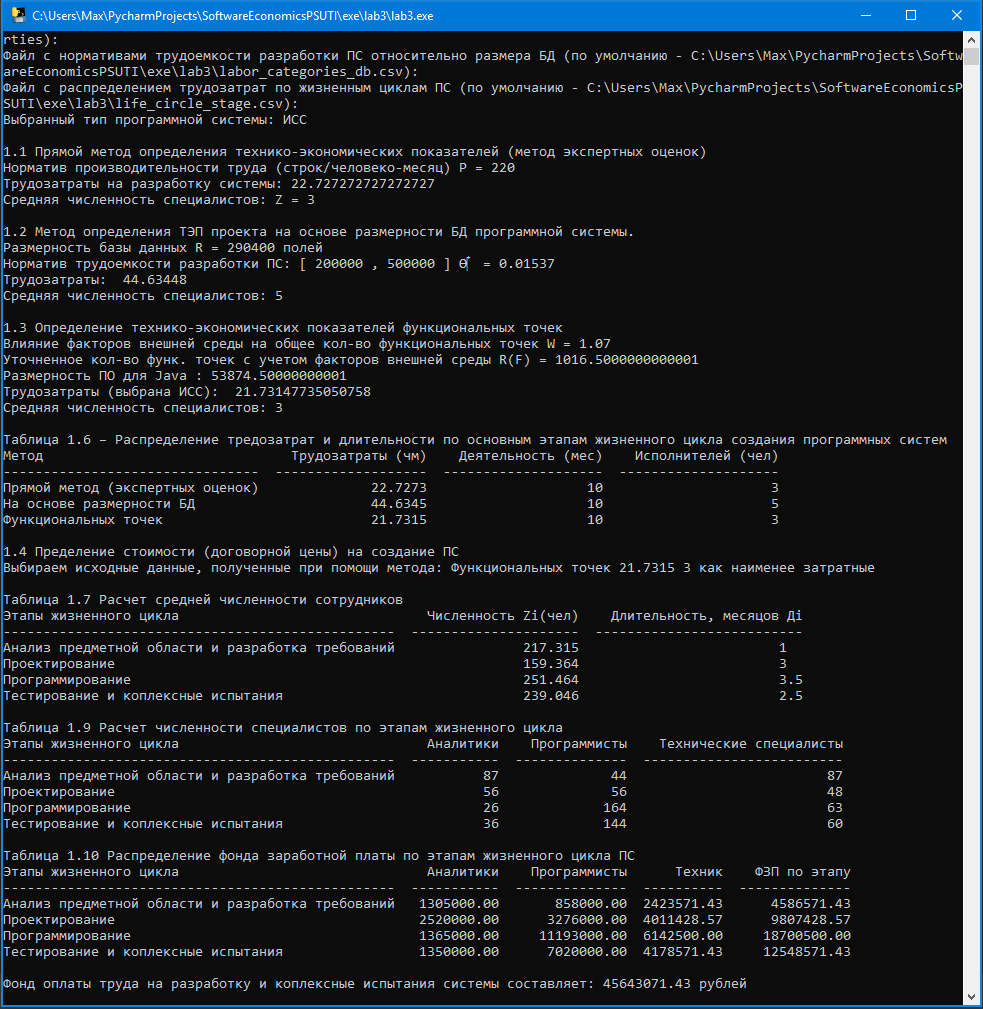 C:\Users\Max\PycharmProjects\SoftwareEconomicsPSUTI\exe\lab3\lab3.exe
rties):
Файл с нормативами трудоемкости разработки ПС относительно размера БД (по умолчанию - C:\Users\Max\PycharmProjects\Softw
areEconomicsPSUTI\exe\lab3\labor_categories_db.csv):
Файл с распределением трудозатрат по жизненным циклам ПС (по умолчанию - C:\Users\Max\PycharmProjects\SoftwareEconomicsP
SUTI\exe\lab3\life_circle_stage.csv):
Выбранный тип программной системы: ИСС
1.1 Прямой метод определения технико-экономических показателей (метод экспертных оценок)
Норматив производительности труда (строк/человеко-месяц) P = 220
Трудозатраты на разработку системы: 22.727272727272727
Средняя численность специалистов: Z = 3
1.2 Метод определения ТЭП проекта на основе размерности БД программной системы.
Размерность базы данных R = 290400 полей
Норматив трудоемкости разработки ПС: [ 200000 , 500000 ] = 0.01537
Трудозатраты:  44.63448
Средняя численность специалистов: 5
1.3 Определение технико-экономических показателей функциональных точек
Влияние факторов внешней среды на общее кол-во функциональных точек W = 1.07
Уточненное кол-во функ. точек с учетом факторов внешней среды R(F) = 1016.5000000000001
Размерность ПО для Java : 53874.50000000001
Трудозатраты (выбрана ИСС):  21.73147735050758
Средняя численность специалистов: 3
Таблица 1.6 – Распределение тредозатрат и длительности по основным этапам жизненного цикла создания программных систем
Метод Трудозатраты (чм) Деятельность (мес) Исполнителей (чел)
-------------------------------- ------------------- -------------------- --------------------
Прямой метод (экспертных оценок) 22.7273 10 3
На основе размерности БД 44.6345 10 5
Функциональных точек 21.7315 10 3
1.4 Пределение стоимости (договорной цены) на создание ПС
Выбираем исходные данные, полученные при помощи метода: Функциональных точек 21.7315 3 как наименее затратные
Таблица 1.7 Расчет средней численности сотрудников
Этапы жизненного цикла Численность Zi(чел) Длительность, месяцов Дi
------------------------------------------------- --------------------- --------------------------
Анализ предметной области и разработка требований 217.315 1
Проектирование 159.364 3
Программирование 251.464 3.5
Тестирование и коплексные испытания 239.046 2.5
Таблица 1.9 Расчет численности специалистов по этапам жизненного цикла
Этапы жизненного цикла Аналитики Программисты Технические специалисты
------------------------------------------------- ----------- -------------- -------------------------
Анализ предметной области и разработка требований 87 44 87
Проектирование 56 56 48
Программирование 26 164 63
Тестирование и коплексные испытания 36 144 60
Таблица 1.10 Распределение фонда заработной платы по этапам жизненного цикла ПС
Этапы жизненного цикла Аналитики Программисты Техник ФЗП по этапу
------------------------------------------------- ----------- -------------- ---------- --------------
Анализ предметной области и разработка требований 1305000.00 858000.00 2423571.43 4586571.43
Проектирование 2520000.00 3276000.00 4011428.57 9807428.57
Программирование 1365000.00 11193000.00 6142500.00 18700500.00
Тестирование и коплексные испытания 1350000.00 7020000.00 4178571.43 12548571.43
Фонд оплаты труда на разработку и коплексные испытания системы составляет: 45643071.43 рублей